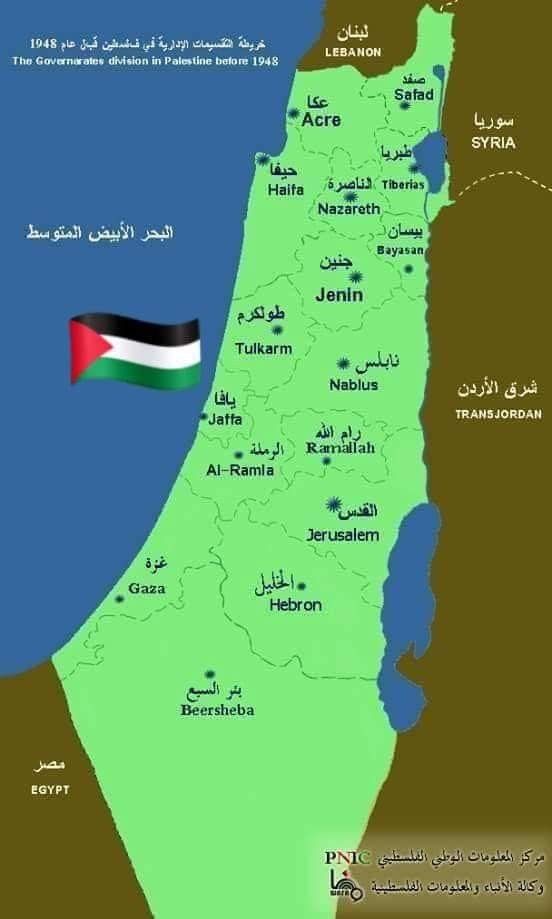 خريطة التقسيمات الإدارية في فلسطين قبل عام 1948
The Governarates division in Palestine before 1948
لبنان
LEBANON
صفد
Safad
عكا
Acre
سوريا
SYRIA
طبريا
Tiberias
حيفا
Haifa
الناصرة
Nazareth
البحر الأبيض المتوسط
بيسان
Bayasan
جنين
Jenin
طولكرم
Tulkarm
نابلس
Nablus
شرق الأردن
TRANSJORDAN
يافا
Jaffa
رام الله
Ramallah
الرملة
Al-Ramla
القدس
Jerusalem
غزة
Gaza
الخليل
Hebron
بئر السبع
Beersheba
مصر
EGYPT
مركز المعلومات الوطني الفلسطيني PNIC
وكالة الأنباء والمعلومات الفلسطينية وفا
WAFA